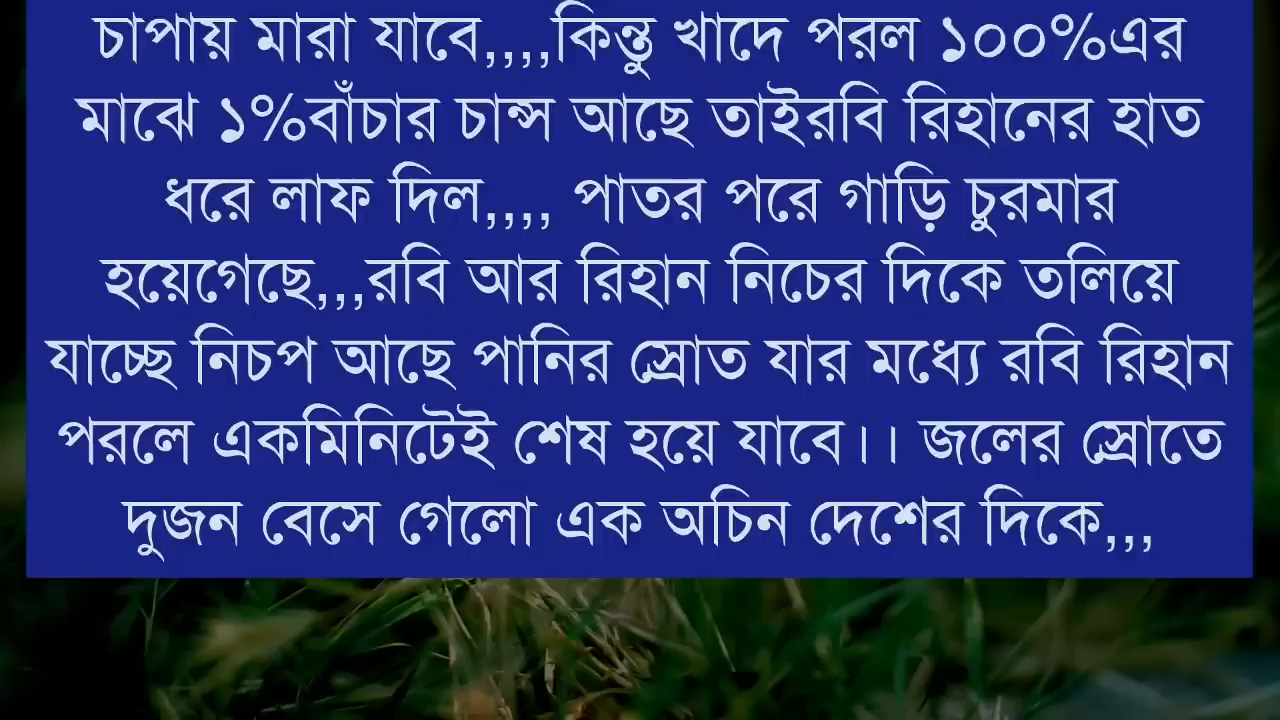 চাপায় মারা যাবে,,,,কিন্তু খাদে পরল ১০০%এর
মাঝে ১%বাঁচার চান্স আছে তাইরবি রিহানের হাত
ধরে লাফ দিল,,,, পাতর পরে গাড়ি চুরমার
হয়েগেছে,,,রবি আর রিহান নিচের দিকে তলিয়ে
যাচ্ছে নিচপ আছে পানির স্রোত যার মধ্যে রবি রিহান
পরলে একমিনিটেই শেষ হয়ে যাবে।। জলের স্রোতে
দুজন বেসে গেলো এক অচিন দেশের দিকে,,,